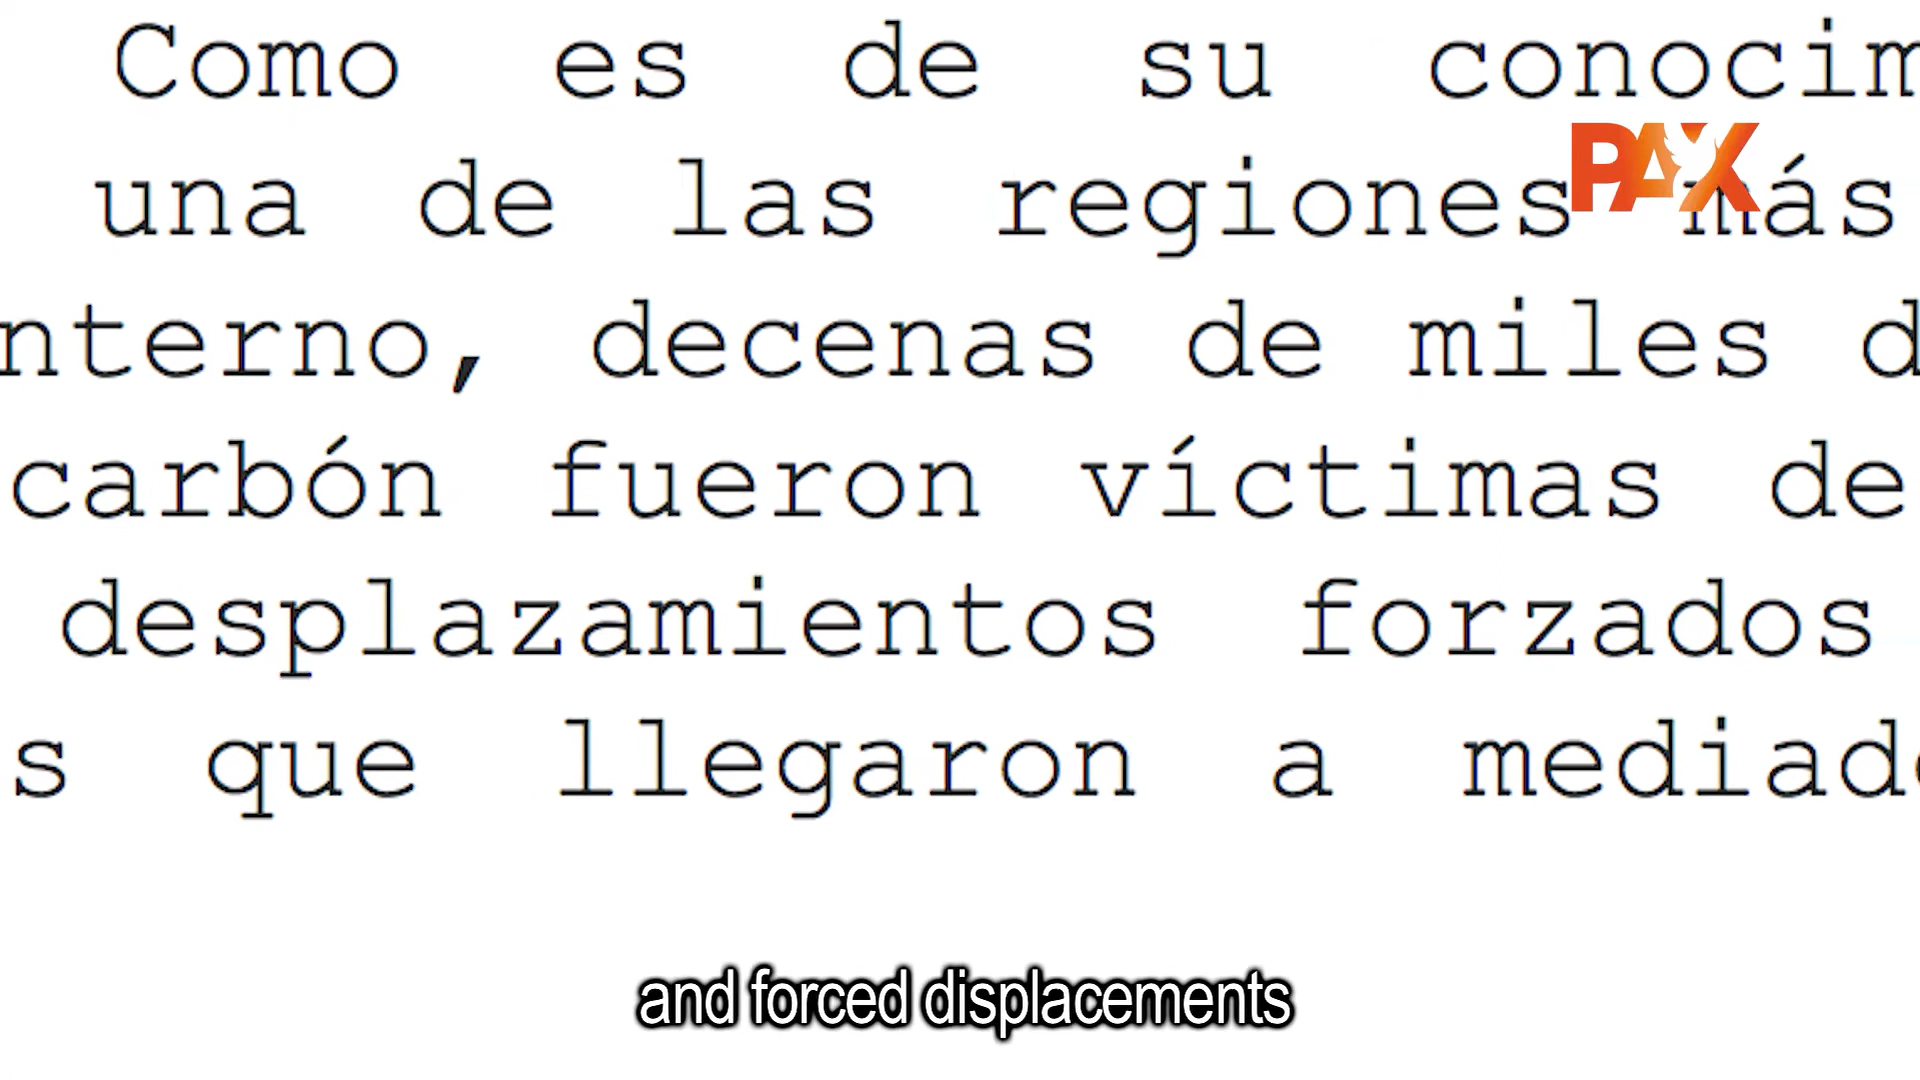 Como es de su conocim
PAX
una de las regiones más
nterno, decenas de miles d
carbón fueron víctimas de
desplazamientos forzados
s que llegaron a mediad
and forced displacements